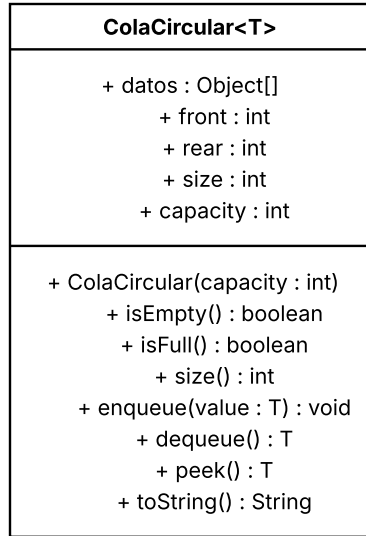 ColaCircular<T>
+ datos : Object[]
+ front : int
+ rear : int
+ size : int
+ capacity : int
+ ColaCircular(capacity : int)
+ isEmpty() : boolean
+ isFull() : boolean
+ size() : int
+ enqueue(value : T) : void
+ dequeue() : T
+ peek() : T
+ toString() : String